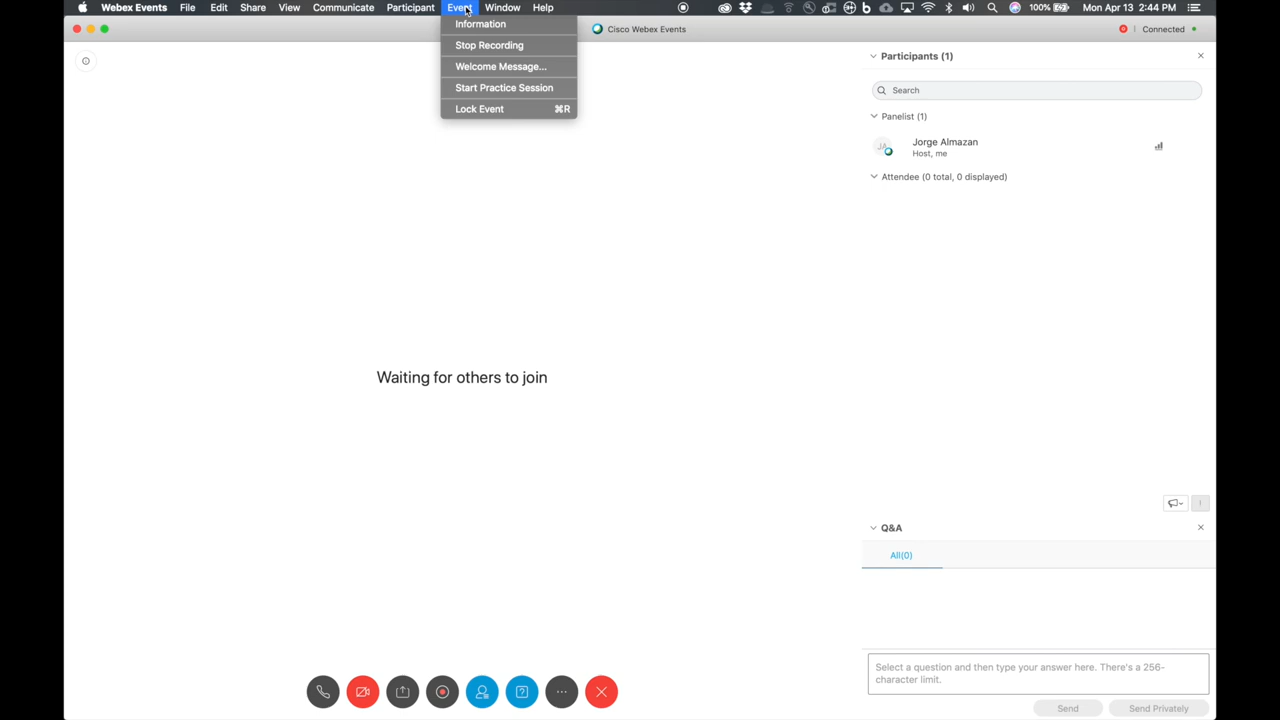 Webex Events File Edit Share View Communicate Participant Event Window Help 100% Mon Apr 13 2:44 PM
Cisco Webex Events
Connected
Information
Stop Recording
Welcome Message...
Start Practice Session
Lock Event ⌘R
Waiting for others to join
Participants (1)
Search
Panelist (1)
JA
Jorge Almazan
Host, me
Attendee (0 total, 0 displayed)
Q&A
All(0)
Select a question and then type your answer here. There's a 256-
character limit.
Send Send Privately